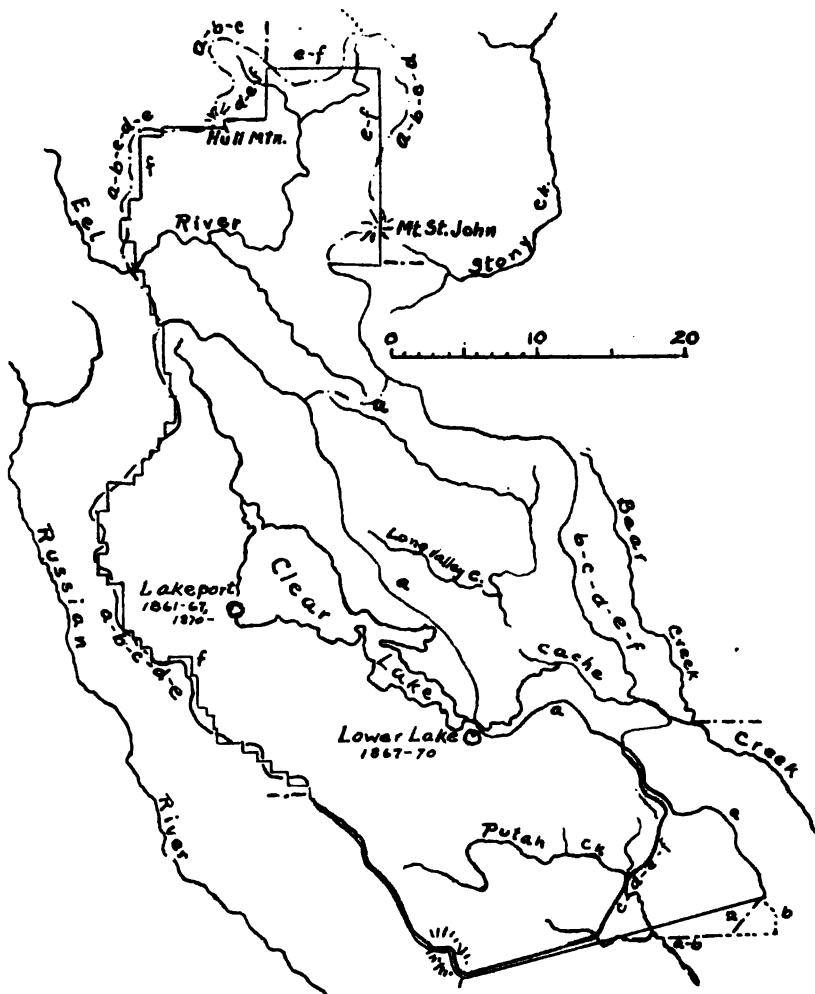 a-b-c
e-f
d
a-b-c
d-e
f
e-f
Hull Mtn.
a-b-c-d-e
f
Eel
River
Mt St. John
Stony Ck.
0 10 20
a
Bear
Creek
b-c-d-e-f
Long Valley C.
Russian
River
Lakeport
1861-67,
1870-
Clear
Lake
a
a-b-c-d-e
f
Cache
Creek
a
Lower Lake
1867-70
a
Putah Ck
c-d-e-f
a
b
a-b